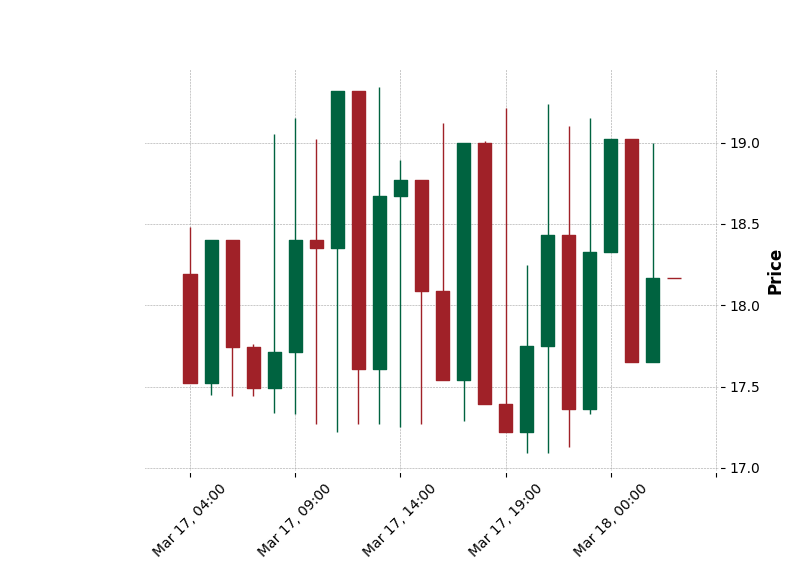 19.0
18.5
18.0
17.5
17.0
Price
Mar 17, 04:00
Mar 17, 09:00
Mar 17, 14:00
Mar 17, 19:00
Mar 18, 00:00